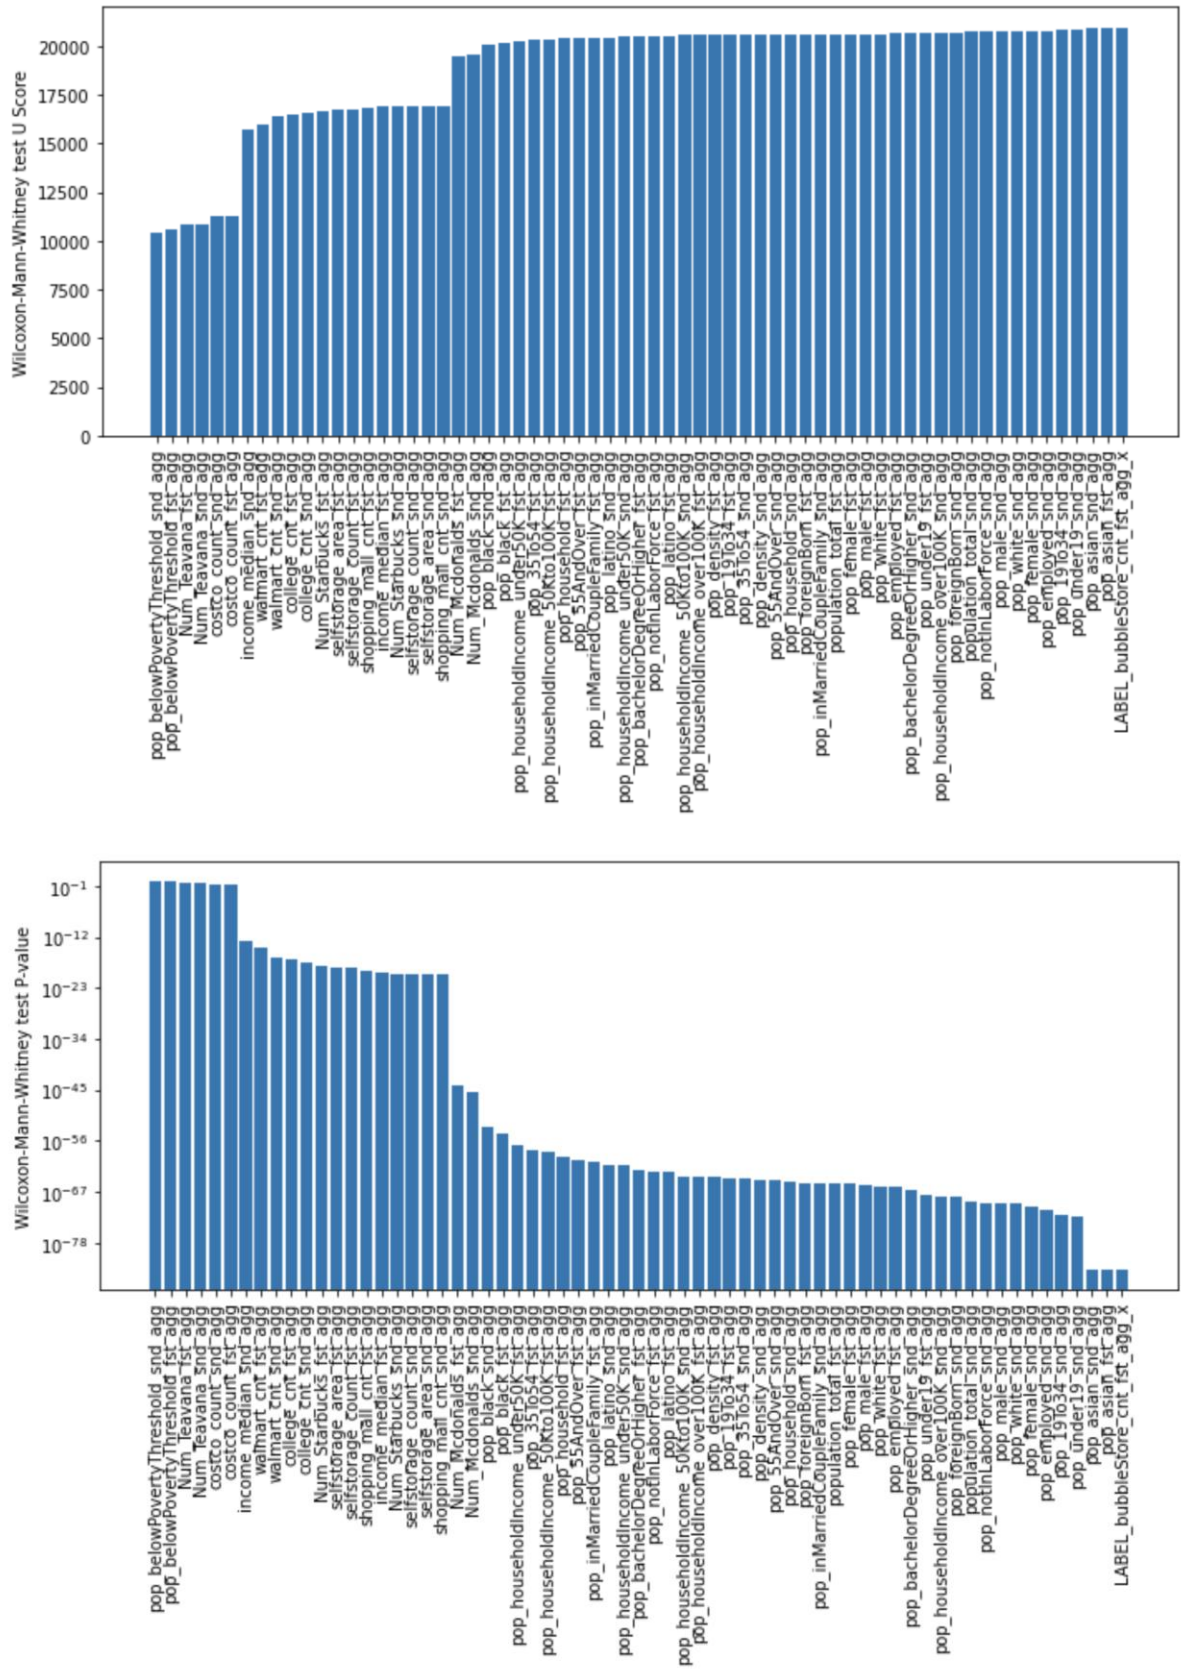 Wilcoxon-Mann-Whitney test U Score
20000
17500
15000
12500
10000
7500
5000
2500
0
pop_belowPovertyThreshold_snd_agg
pop_belowPovertyThreshold_fst_agg
Num_Teavana_fst_agg
Num_Teavana_snd_agg
costco_count_snd_agg
costco_count_fst_agg
income_median_snd_agg
walmart_cnt_fst_agg
walmart_cnt_snd_agg
college_cnt_fst_agg
college_cnt_snd_agg
Num_Starbucks_fst_agg
selfstorage_area_fst_agg
selfstorage_count_fst_agg
shopping_mall_cnt_fst_agg
income_median_fst_agg
Num_Starbucks_snd_agg
selfstorage_count_snd_agg
selfstorage_area_snd_agg
shopping_mall_cnt_snd_agg
Num_Mcdonalds_fst_agg
Num_Mcdonalds_snd_agg
pop_black_snd_agg
pop_black_fst_agg
pop_householdIncome_under50K_fst_agg
pop_35To54_fst_agg
pop_householdIncome_50Kto100K_fst_agg
pop_household_fst_agg
pop_55AndOver_fst_agg
pop_inMarriedCoupleFamily_fst_agg
pop_latino_snd_agg
pop_householdIncome_under50K_snd_agg
pop_bachelorDegreeOrHigher_fst_agg
pop_notInLaborForce_fst_agg
pop_latino_fst_agg
pop_householdIncome_50Kto100K_snd_agg
pop_householdIncome_over100K_fst_agg
pop_density_fst_agg
pop_19To34_fst_agg
pop_35To54_snd_agg
pop_density_snd_agg
pop_55AndOver_snd_agg
pop_household_snd_agg
pop_foreignBorn_fst_agg
pop_inMarriedCoupleFamily_snd_agg
population_total_fst_agg
pop_female_fst_agg
pop_male_fst_agg
pop_white_fst_agg
pop_employed_fst_agg
pop_bachelorDegreeOrHigher_snd_agg
pop_under19_fst_agg
pop_householdIncome_over100K_snd_agg
pop_foreignBorn_snd_agg
population_total_snd_agg
pop_notInLaborForce_snd_agg
pop_male_snd_agg
pop_white_snd_agg
pop_female_snd_agg
pop_employed_snd_agg
pop_19To34_snd_agg
pop_under19_snd_agg
pop_asian_snd_agg
pop_asian_fst_agg
LABEL_bubbleStore_cnt_fst_agg_x
Wilcoxon-Mann-Whitney test P-value
10⁻¹
10⁻¹²
10⁻²³
10⁻³⁴
10⁻⁴⁵
10⁻⁵⁶
10⁻⁶⁷
10⁻⁷⁸
pop_belowPovertyThreshold_snd_agg
pop_belowPovertyThreshold_fst_agg
Num_Teavana_fst_agg
Num_Teavana_snd_agg
costco_count_snd_agg
costco_count_fst_agg
income_median_snd_agg
walmart_cnt_fst_agg
walmart_cnt_snd_agg
college_cnt_fst_agg
college_cnt_snd_agg
Num_Starbucks_fst_agg
selfstorage_area_fst_agg
selfstorage_count_fst_agg
shopping_mall_cnt_fst_agg
income_median_fst_agg
Num_Starbucks_snd_agg
selfstorage_count_snd_agg
selfstorage_area_snd_agg
shopping_mall_cnt_snd_agg
Num_Mcdonalds_fst_agg
Num_Mcdonalds_snd_agg
pop_black_snd_agg
pop_black_fst_agg
pop_householdIncome_under50K_fst_agg
pop_35To54_fst_agg
pop_householdIncome_50Kto100K_fst_agg
pop_household_fst_agg
pop_55AndOver_fst_agg
pop_inMarriedCoupleFamily_fst_agg
pop_latino_snd_agg
pop_householdIncome_under50K_snd_agg
pop_bachelorDegreeOrHigher_fst_agg
pop_notInLaborForce_fst_agg
pop_latino_fst_agg
pop_householdIncome_50Kto100K_snd_agg
pop_householdIncome_over100K_fst_agg
pop_density_fst_agg
pop_19To34_fst_agg
pop_35To54_snd_agg
pop_density_snd_agg
pop_55AndOver_snd_agg
pop_household_snd_agg
pop_foreignBorn_fst_agg
pop_inMarriedCoupleFamily_snd_agg
population_total_fst_agg
pop_female_fst_agg
pop_male_fst_agg
pop_white_fst_agg
pop_employed_fst_agg
pop_bachelorDegreeOrHigher_snd_agg
pop_under19_fst_agg
pop_householdIncome_over100K_snd_agg
pop_foreignBorn_snd_agg
population_total_snd_agg
pop_notInLaborForce_snd_agg
pop_male_snd_agg
pop_white_snd_agg
pop_female_snd_agg
pop_employed_snd_agg
pop_19To34_snd_agg
pop_under19_snd_agg
pop_asian_snd_agg
pop_asian_fst_agg
LABEL_bubbleStore_cnt_fst_agg_x